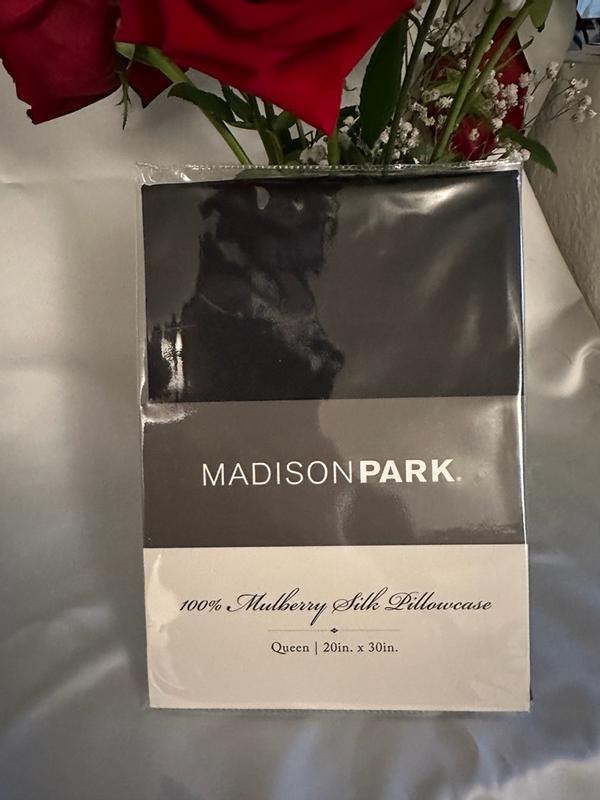 MADISONPARK.
100% Mulberry Silk Pillowcase
Queen | 20in. x 30in.